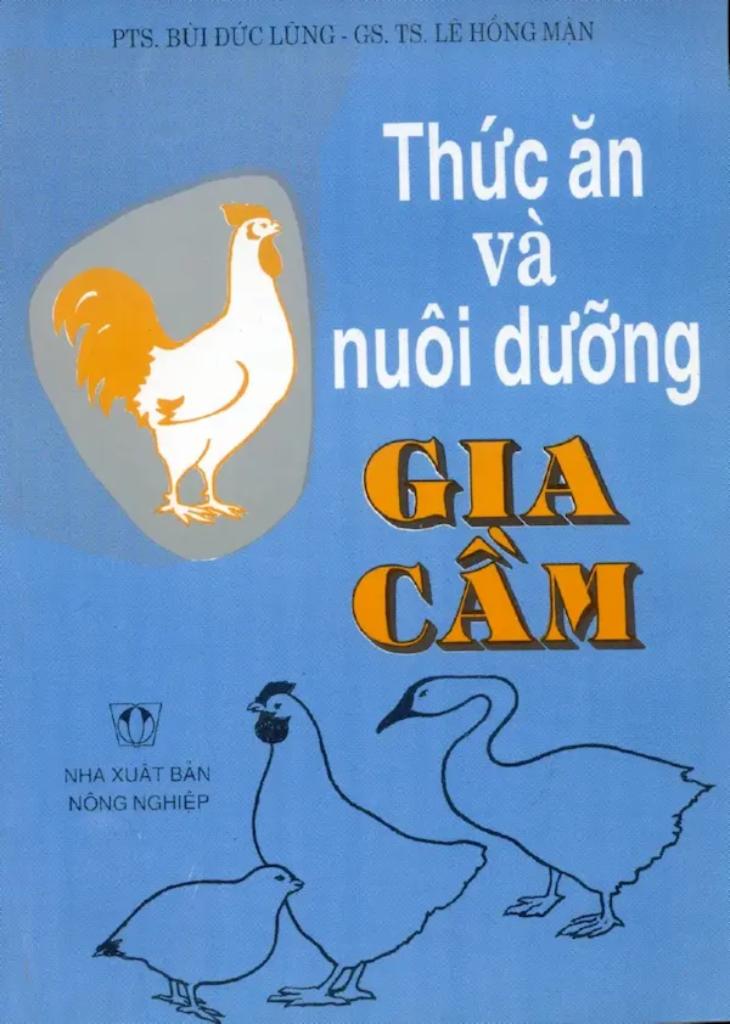 PTS. BÙI ĐỨC LŨNG - GS. TS. LÊ HỒNG MẬN
Thức ăn
và
nuôi dưỡng
GIA
CẦM
NHA XUẤT BẢN
NÔNG NGHIỆP